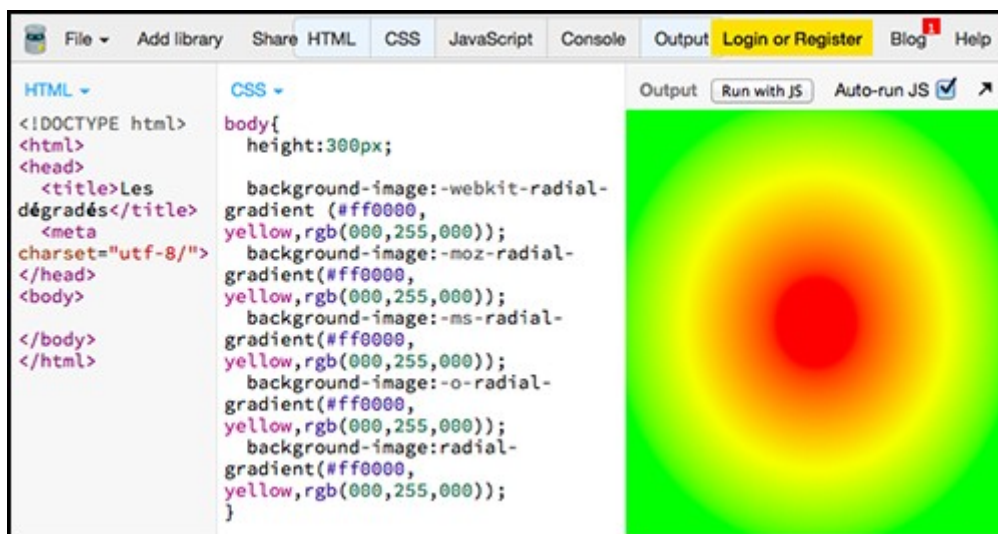 File ▾ Add library Share HTML CSS JavaScript Console Output Login or Register Blog 1 Help
HTML ▾
<!DOCTYPE html>
<html>
<head>
<title>Les
dégradés</title>
<meta
charset="utf-8/">
</head>
<body>
</body>
</html>
CSS ▾
body{
height:300px;
background-image:-webkit-radial-
gradient (#ff0000,
yellow,rgb(000,255,000));
background-image:-moz-radial-
gradient(#ff0000,
yellow,rgb(000,255,000));
background-image:-ms-radial-
gradient(#ff0000,
yellow,rgb(000,255,000));
background-image:-o-radial-
gradient(#ff0000,
yellow,rgb(000,255,000));
background-image:radial-
gradient(#ff0000,
yellow,rgb(000,255,000));
}
Output Run with JS Auto-run JS